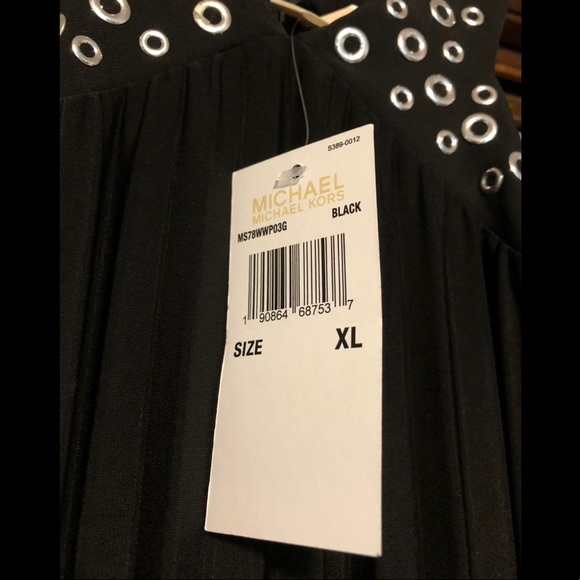 S389-0012
MICHAEL
MICHAEL KORS
MS78WWP03G BLACK
1 90864 68753 7
SIZE XL